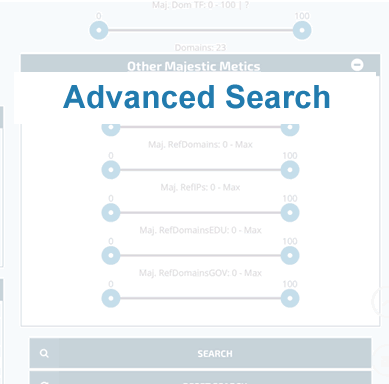 Maj. Dom TF: 0 - 100 | ?
0 100
Domains: 23
Other Majestic Metics
Advanced Search
Maj. RefDomains: 0 - Max
0 100
Maj. RefIPs: 0 - Max
0 100
Maj. RefDomainsEDU: 0 - Max
0 100
Maj. RefDomainsGOV: 0 - Max
0 100
SEARCH
RESET SEARCH